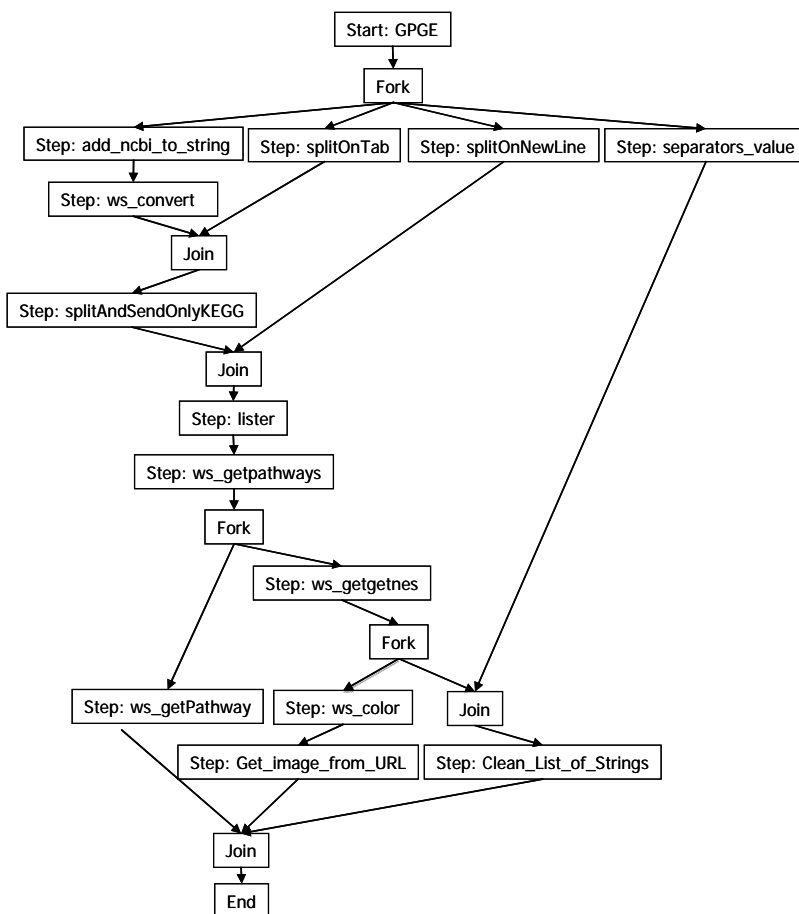 Start: GPGE
Fork
Step: add_ncbi_to_string
Step: splitOnTab
Step: splitOnNewLine
Step: separators_value
Step: ws_convert
Join
Step: splitAndSendOnlyKEGG
Join
Step: lister
Step: ws_getpathways
Fork
Step: ws_getgetnes
Fork
Step: ws_getPathway
Step: ws_color
Join
Step: Get_image_from_URL
Step: Clean_List_of_Strings
Join
End